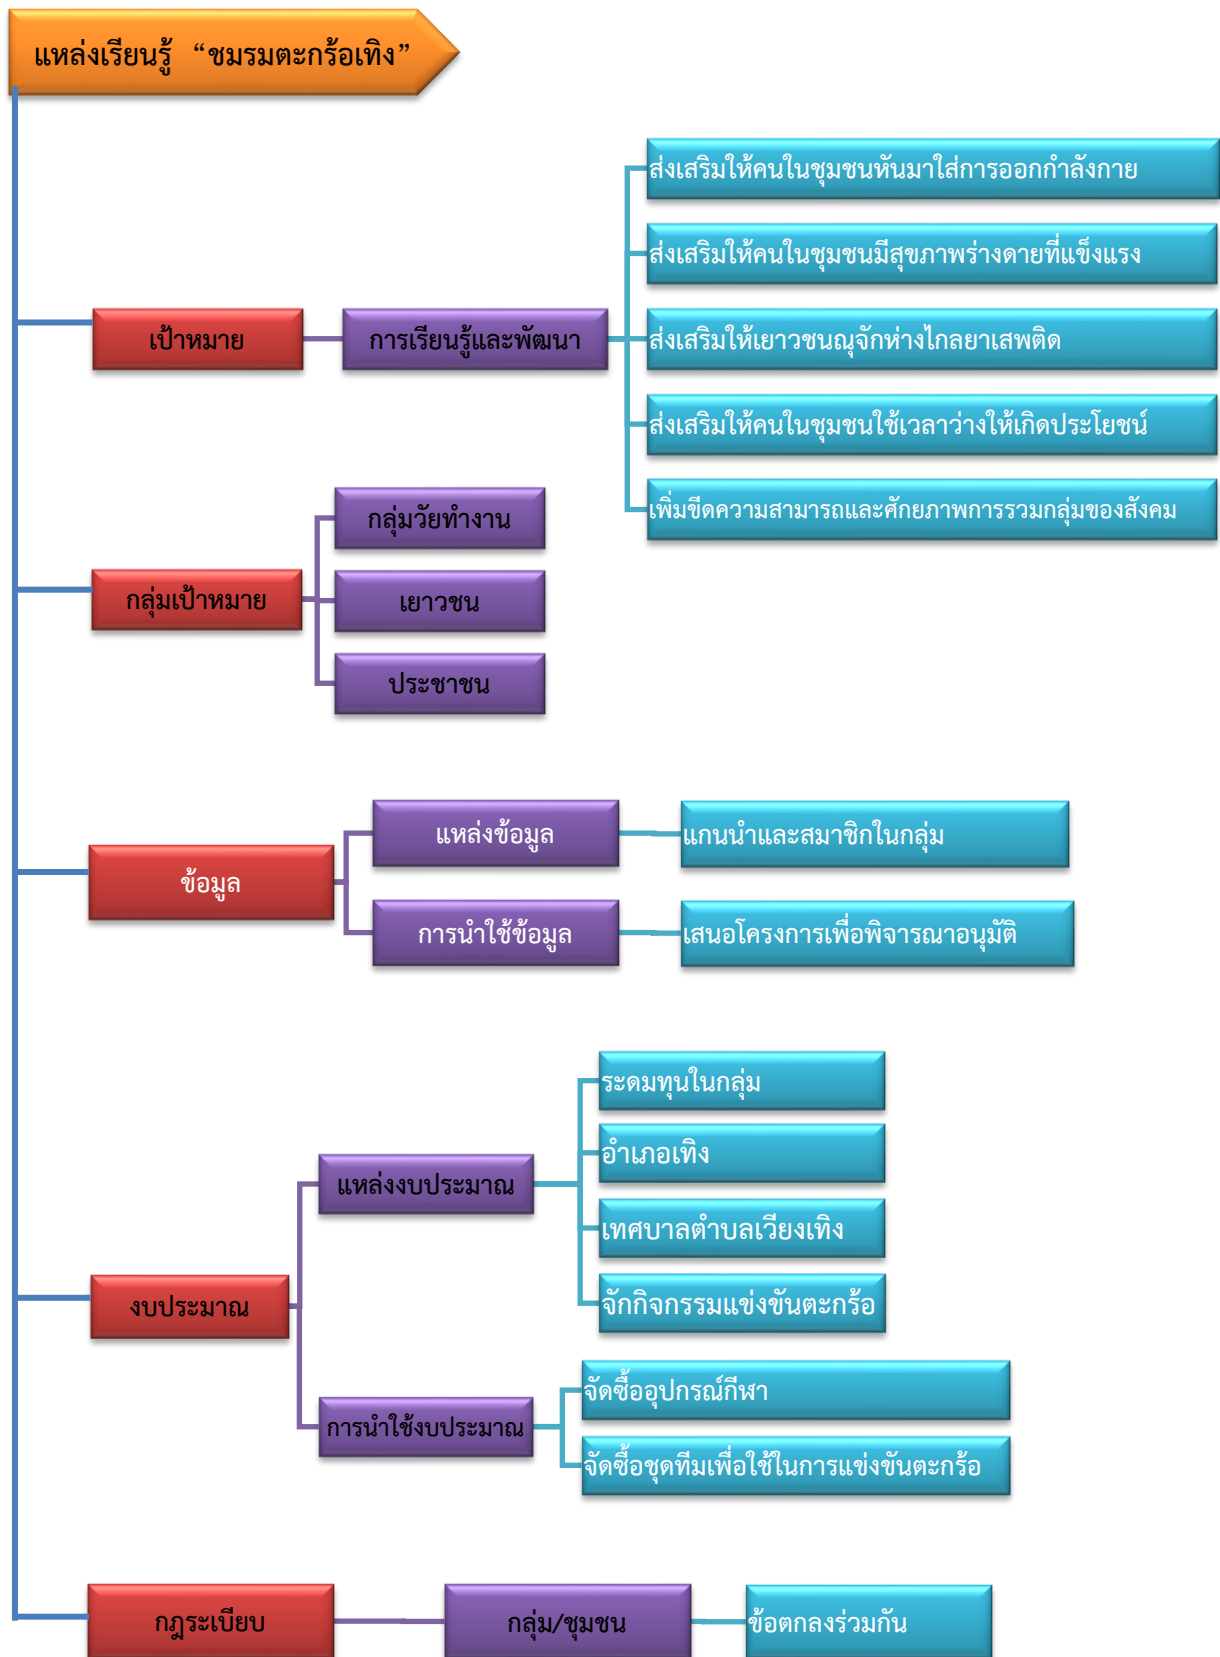 แหล่งเรียนรู้ “ชมรมตะกร้อเทิง”
เป้าหมาย
การเรียนรู้และพัฒนา
ส่งเสริมให้คนในชุมชนหันมาใส่การออกกำลังกาย
ส่งเสริมให้คนในชุมชนมีสุขภาพร่างดายที่แข็งแรง
ส่งเสริมให้เยาวชนณุจักห่างไกลยาเสพติด
ส่งเสริมให้คนในชุมชนใช้เวลาว่างให้เกิดประโยชน์
เพิ่มขีดความสามารถและศักยภาพการรวมกลุ่มของสังคม
กลุ่มเป้าหมาย
กลุ่มวัยทำงาน
เยาวชน
ประชาชน
ข้อมูล
แหล่งข้อมูล
แกนนำและสมาชิกในกลุ่ม
การนำใช้ข้อมูล
เสนอโครงการเพื่อพิจารณาอนุมัติ
งบประมาณ
แหล่งงบประมาณ
ระดมทุนในกลุ่ม
อำเภอเทิง
เทศบาลตำบลเวียงเทิง
จักกิจกรรมแข่งขันตะกร้อ
การนำใช้งบประมาณ
จัดซื้ออุปกรณ์กีฬา
จัดซื้อชุดทีมเพื่อใช้ในการแข่งขันตะกร้อ
กฎระเบียบ
กลุ่ม/ชุมชน
ข้อตกลงร่วมกัน